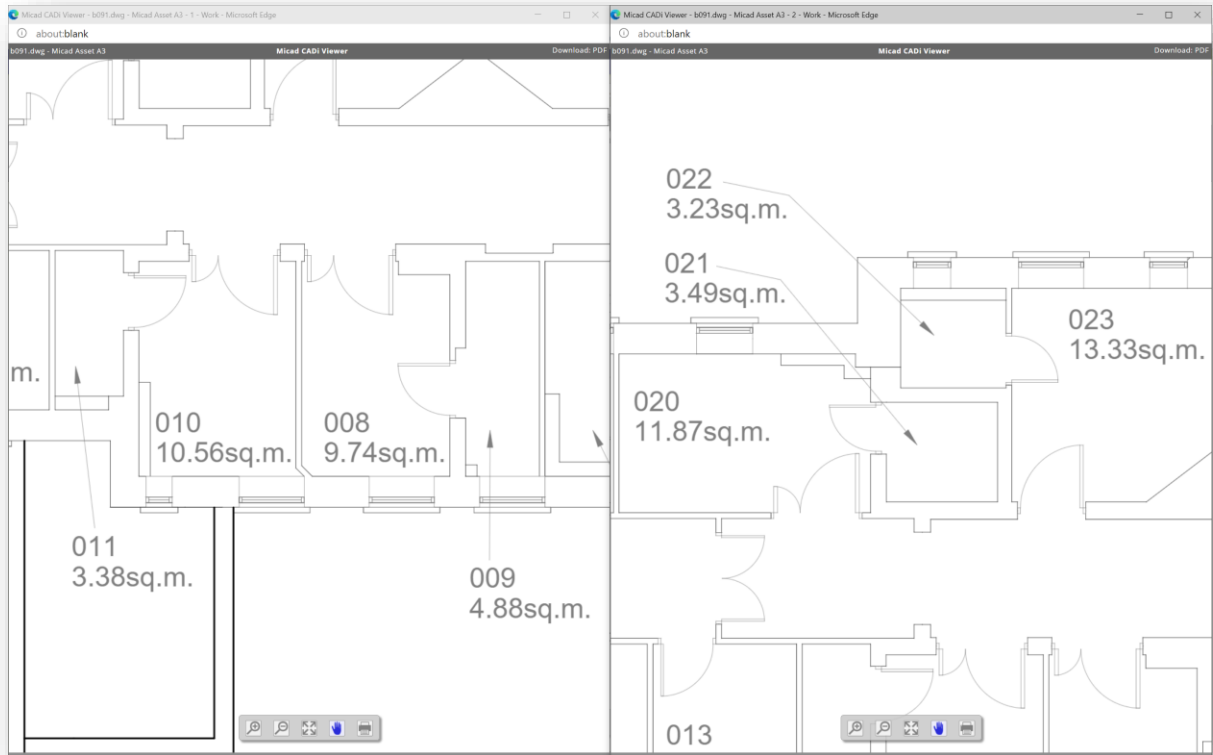 Micad CADi Viewer - b091.dwg - Micad Asset A3 - 1 - Work - Microsoft Edge
about:blank
b091.dwg - Micad Asset A3
Micad CADi Viewer
Download: PDF
m.
010
10.56sq.m.
008
9.74sq.m.
011
3.38sq.m.
009
4.88sq.m.
Micad CADi Viewer - b091.dwg - Micad Asset A3 - 2 - Work - Microsoft Edge
about:blank
b091.dwg - Micad Asset A3
Micad CADi Viewer
Download: PDF
022
3.23sq.m.
021
3.49sq.m.
023
13.33sq.m.
020
11.87sq.m.
013